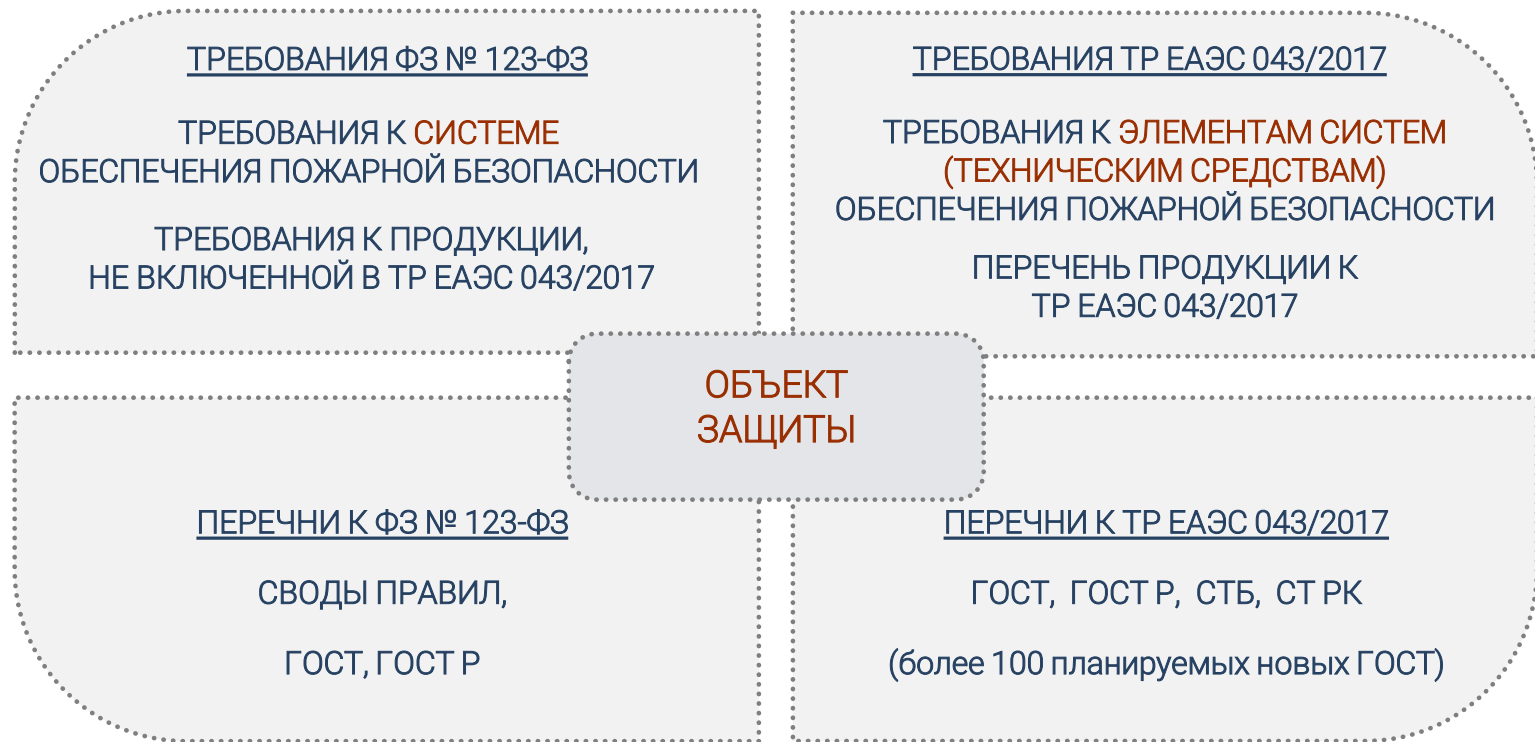 ТРЕБОВАНИЯ ФЗ № 123-ФЗ
ТРЕБОВАНИЯ К СИСТЕМЕ
ОБЕСПЕЧЕНИЯ ПОЖАРНОЙ БЕЗОПАСНОСТИ
ТРЕБОВАНИЯ К ПРОДУКЦИИ,
НЕ ВКЛЮЧЕННОЙ В ТР ЕАЭС 043/2017
ТРЕБОВАНИЯ ТР ЕАЭС 043/2017
ТРЕБОВАНИЯ К ЭЛЕМЕНТАМ СИСТЕМ
(ТЕХНИЧЕСКИМ СРЕДСТВАМ)
ОБЕСПЕЧЕНИЯ ПОЖАРНОЙ БЕЗОПАСНОСТИ
ПЕРЕЧЕНЬ ПРОДУКЦИИ К
ТР ЕАЭС 043/2017
ОБЪЕКТ
ЗАЩИТЫ
ПЕРЕЧНИ К ФЗ № 123-ФЗ
СВОДЫ ПРАВИЛ,
ГОСТ, ГОСТ Р
ПЕРЕЧНИ К ТР ЕАЭС 043/2017
ГОСТ, ГОСТ Р, СТБ, СТ РК
(более 100 планируемых новых ГОСТ)